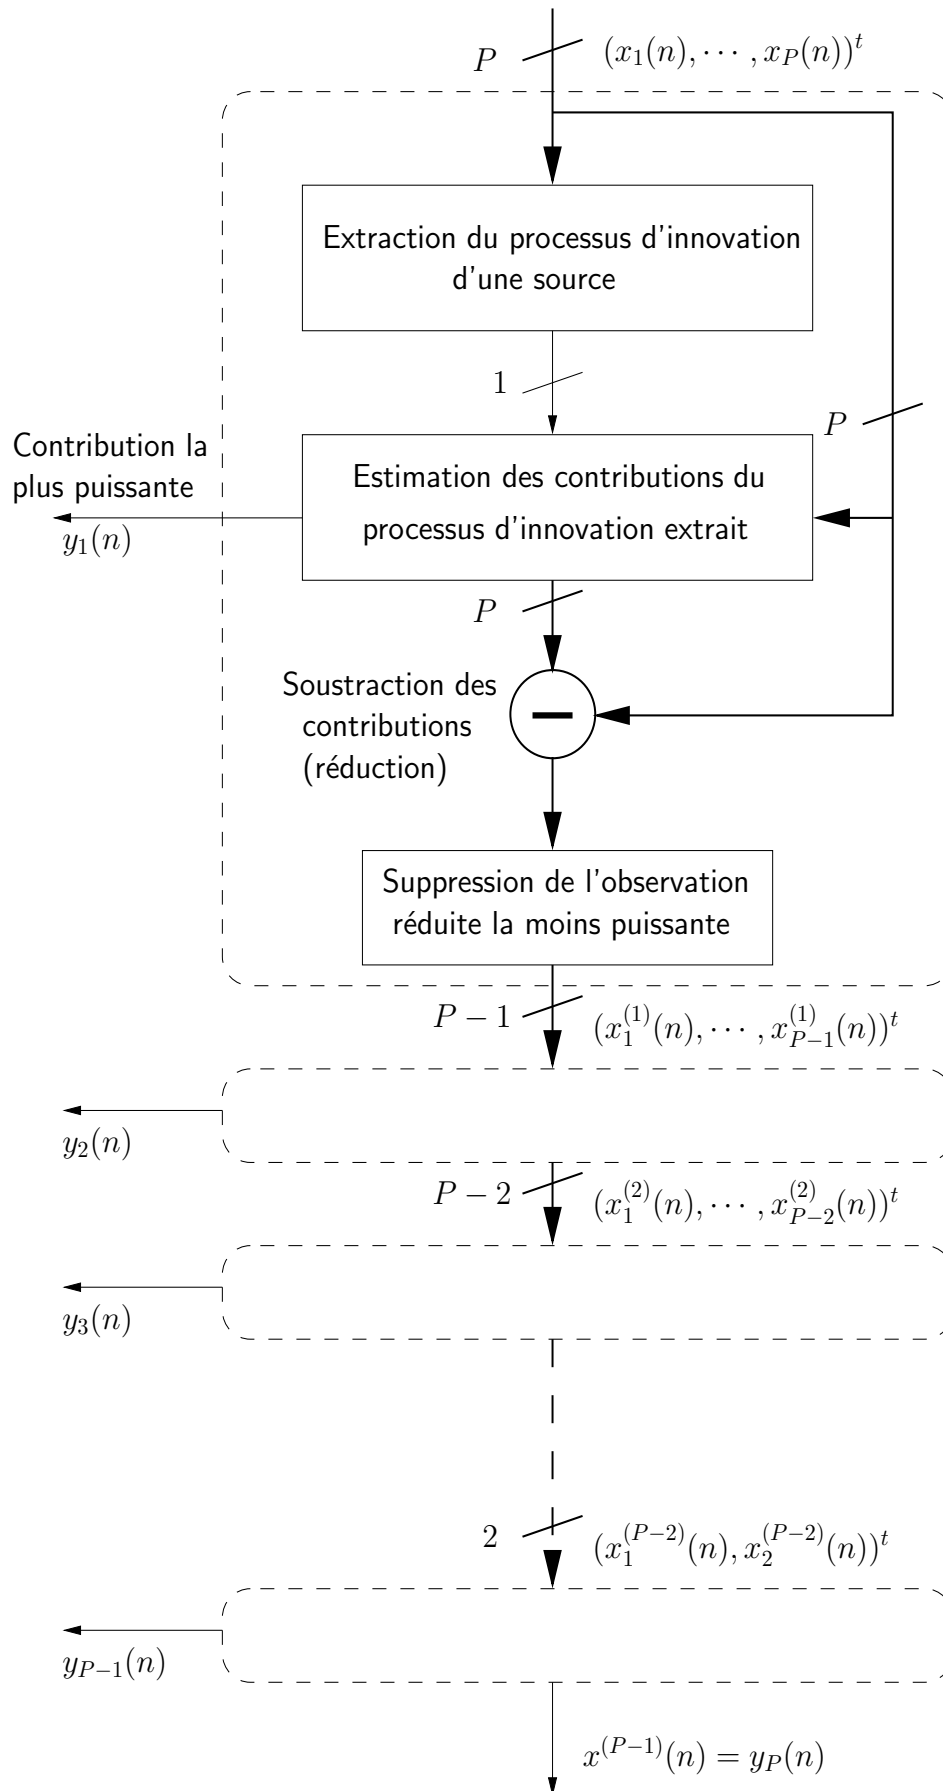 P
(x_1(n), ⋯ , x_P(n))^t
Extraction du processus d'innovation
d'une source
1
P
Contribution la
plus puissante
y_1(n)
Estimation des contributions du
processus d'innovation extrait
P
Soustraction des
contributions
(réduction)
−
Suppression de l'observation
réduite la moins puissante
P − 1
(x_1^{(1)}(n), ⋯ , x_{P−1}^{(1)}(n))^t
y_2(n)
P − 2
(x_1^{(2)}(n), ⋯ , x_{P−2}^{(2)}(n))^t
y_3(n)
2
(x_1^{(P−2)}(n), x_2^{(P−2)}(n))^t
y_{P−1}(n)
x^{(P−1)}(n) = y_P(n)